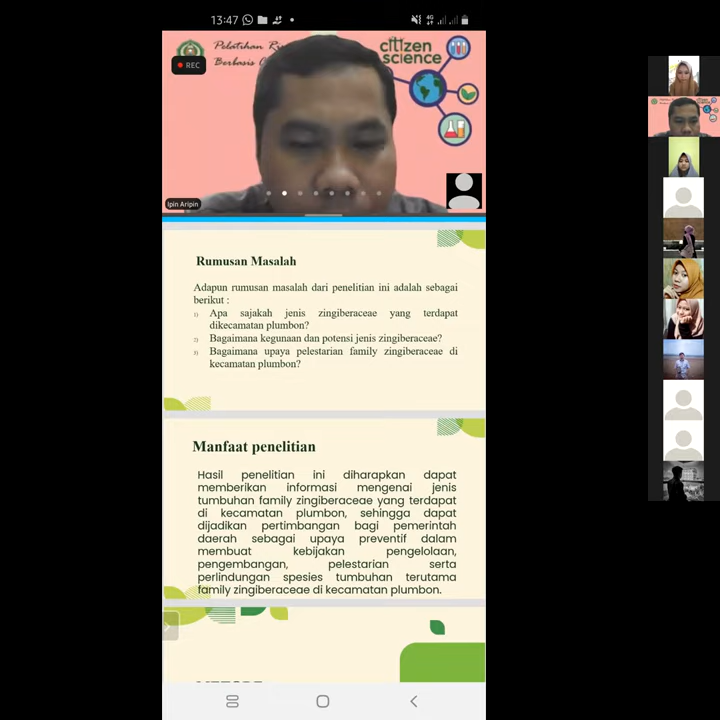 13:47
4G
Pelatihan
REC
Berbasis
citizen
science
Ipin Aripin
Rumusan Masalah
Adapun rumusan masalah dari penelitian ini adalah sebagai
berikut :
1) Apa sajakah jenis zingiberaceae yang terdapat
dikecamatan plumbon?
2) Bagaimana kegunaan dan potensi jenis zingiberaceae?
3) Bagaimana upaya pelestarian family zingiberaceae di
kecamatan plumbon?
Manfaat penelitian
Hasil penelitian ini diharapkan dapat
memberikan informasi mengenai jenis
tumbuhan family zingiberaceae yang terdapat
di kecamatan plumbon, sehingga dapat
dijadikan pertimbangan bagi pemerintah
daerah sebagai upaya preventif dalam
membuat kebijakan pengelolaan,
pengembangan, pelestarian serta
perlindungan spesies tumbuhan terutama
family zingiberaceae di kecamatan plumbon.